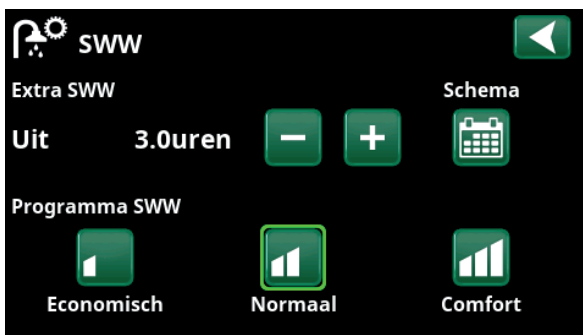 SWW
Extra SWW Schema
Uit 3.0uren − +
Programma SWW
Economisch Normaal Comfort